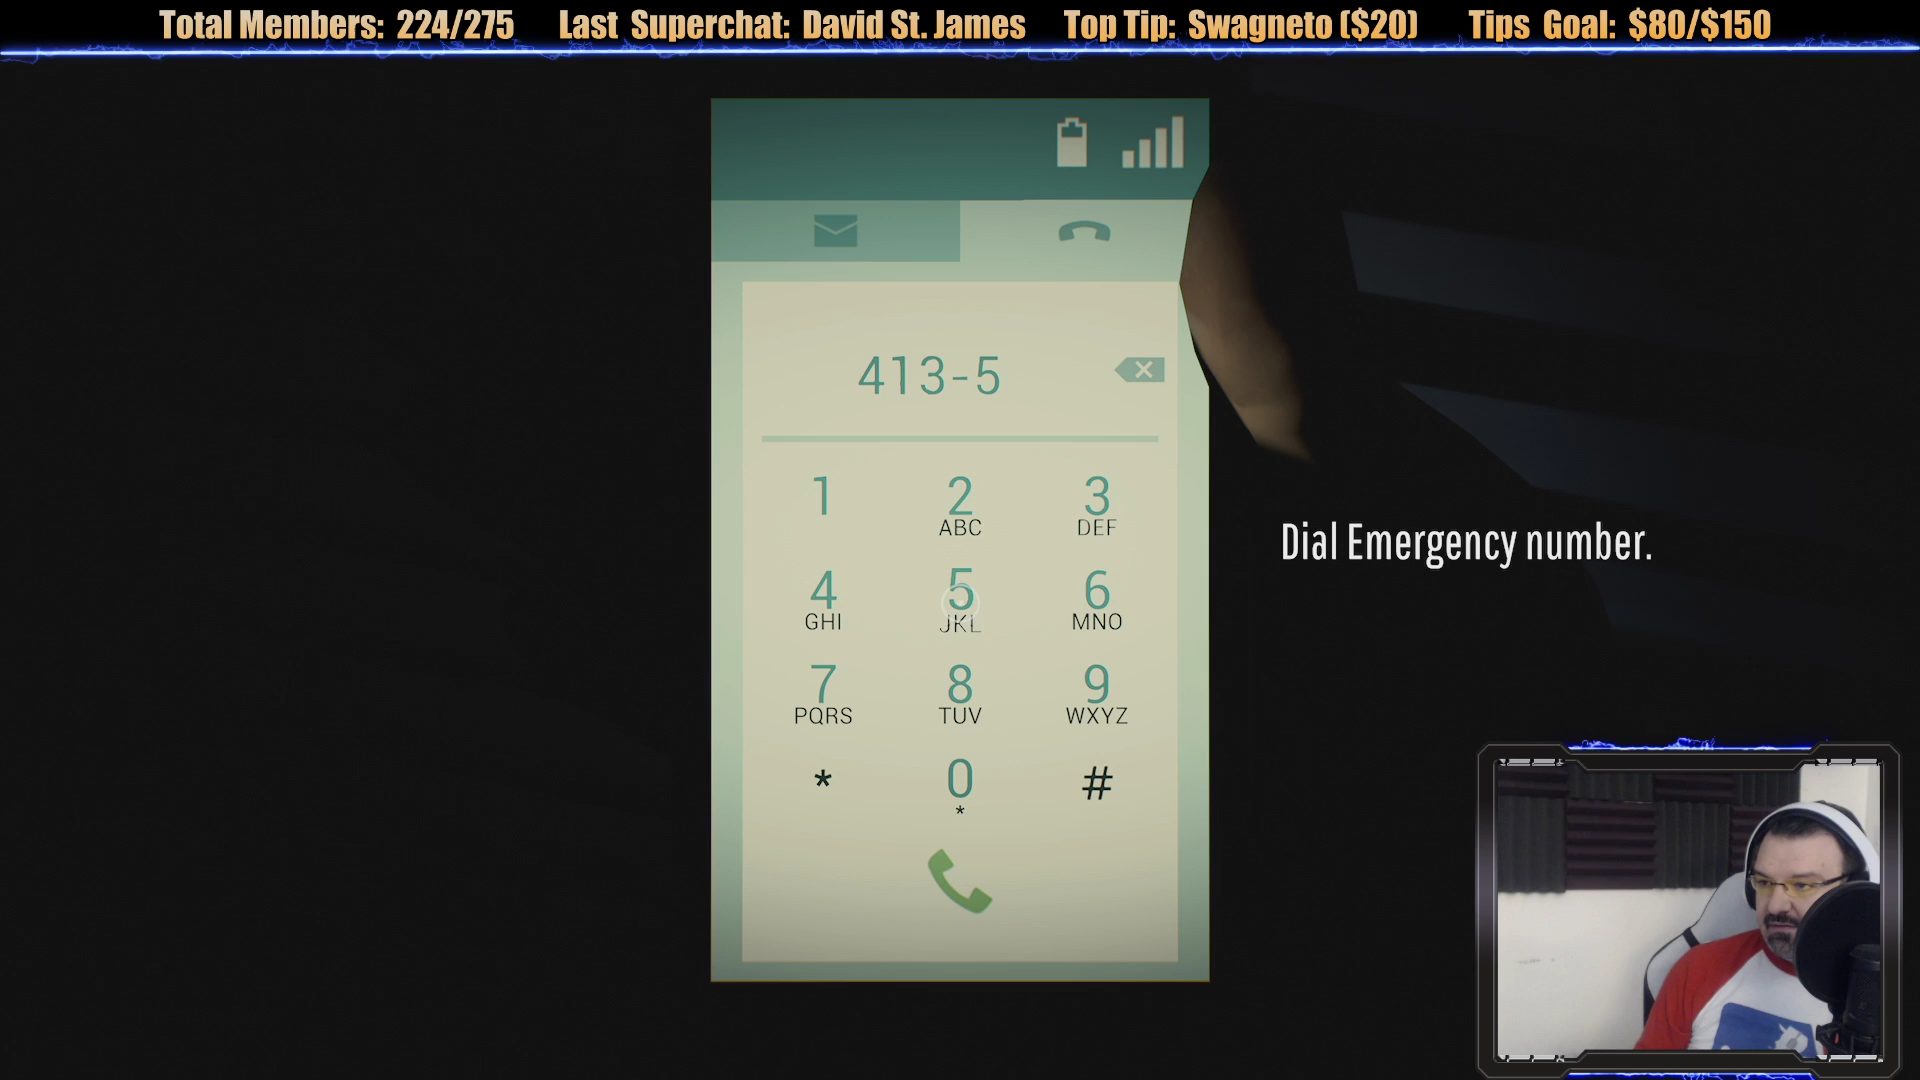 Total Members: 224/275 Last Superchat: David St. James Top Tip: Swagneto ($20) Tips Goal: $80/$150
413-5
1 2 3
ABC DEF
Dial Emergency number.
4 5 6
GHI JKL MNO
7 8 9
PQRS TUV WXYZ
* 0 #
*